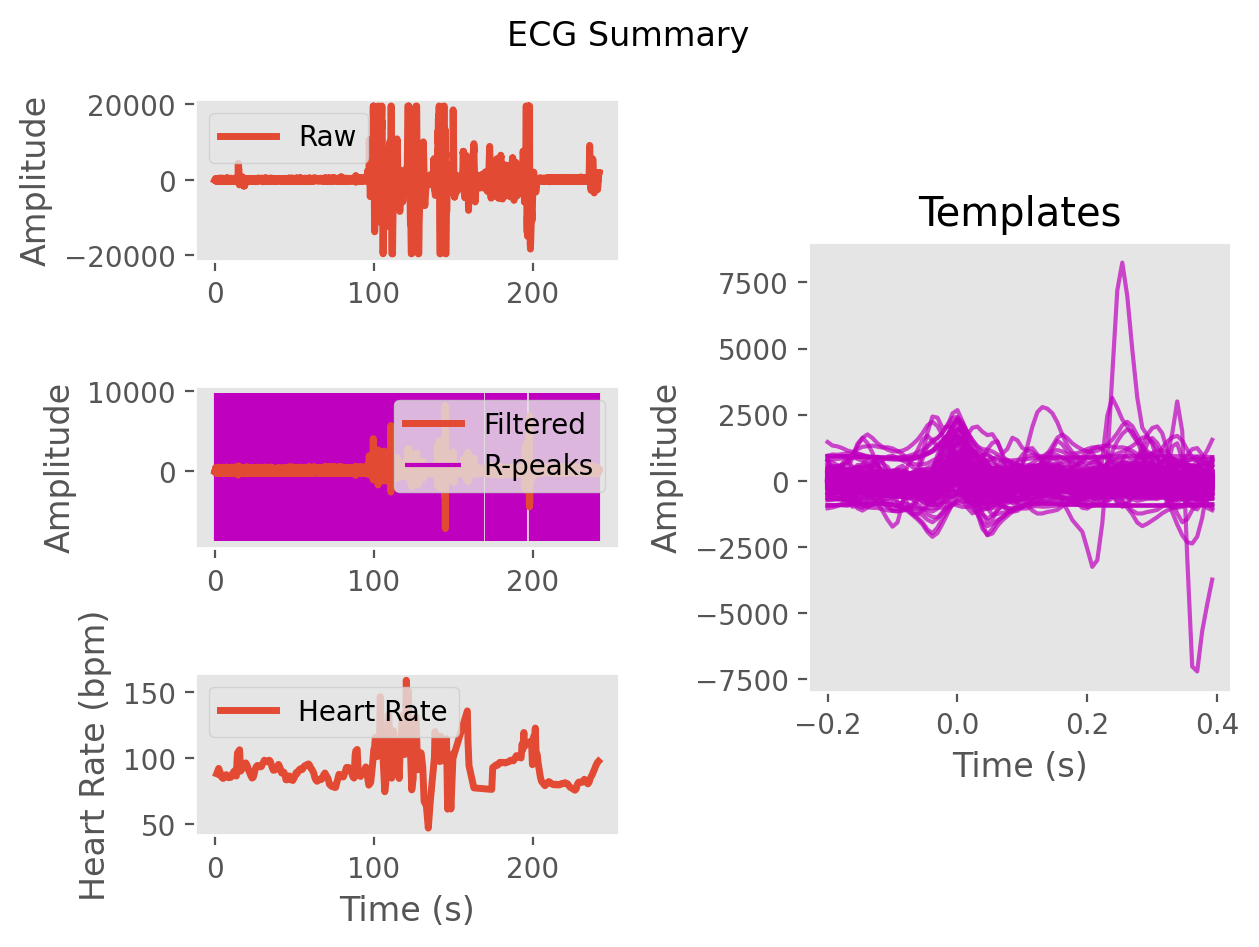 ECG Summary
Amplitude
20000
0
−20000
Raw
0
100
200
Amplitude
10000
0
Filtered
R-peaks
0
100
200
Heart Rate (bpm)
150
100
50
Heart Rate
0
100
200
Time (s)
Templates
Amplitude
7500
5000
2500
0
−2500
−5000
−7500
−0.2
0.0
0.2
0.4
Time (s)